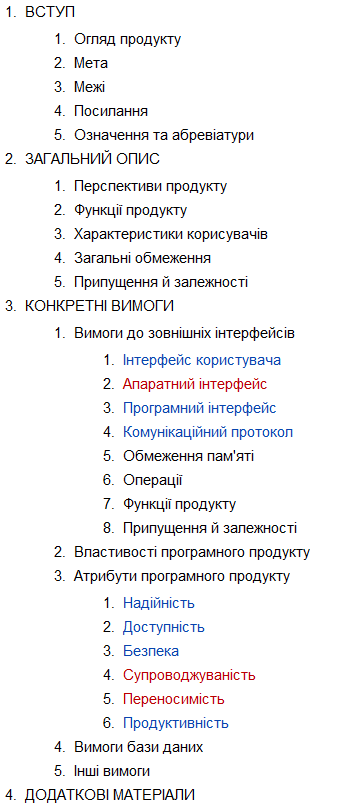 1. ВСТУП
1. Огляд продукту
2. Мета
3. Межі
4. Посилання
5. Означення та абревіатури
2. ЗАГАЛЬНИЙ ОПИС
1. Перспективи продукту
2. Функції продукту
3. Характеристики корисувачів
4. Загальні обмеження
5. Припущення й залежності
3. КОНКРЕТНІ ВИМОГИ
1. Вимоги до зовнішніх інтерфейсів
1. Інтерфейс користувача
2. Апаратний інтерфейс
3. Програмний інтерфейс
4. Комунікаційний протокол
5. Обмеження пам'яті
6. Операції
7. Функції продукту
8. Припущення й залежності
2. Властивості програмного продукту
3. Атрибути програмного продукту
1. Надійність
2. Доступність
3. Безпека
4. Супроводжуваність
5. Переносимість
6. Продуктивність
4. Вимоги бази даних
5. Інші вимоги
4. ДОДАТКОВІ МАТЕРІАЛИ